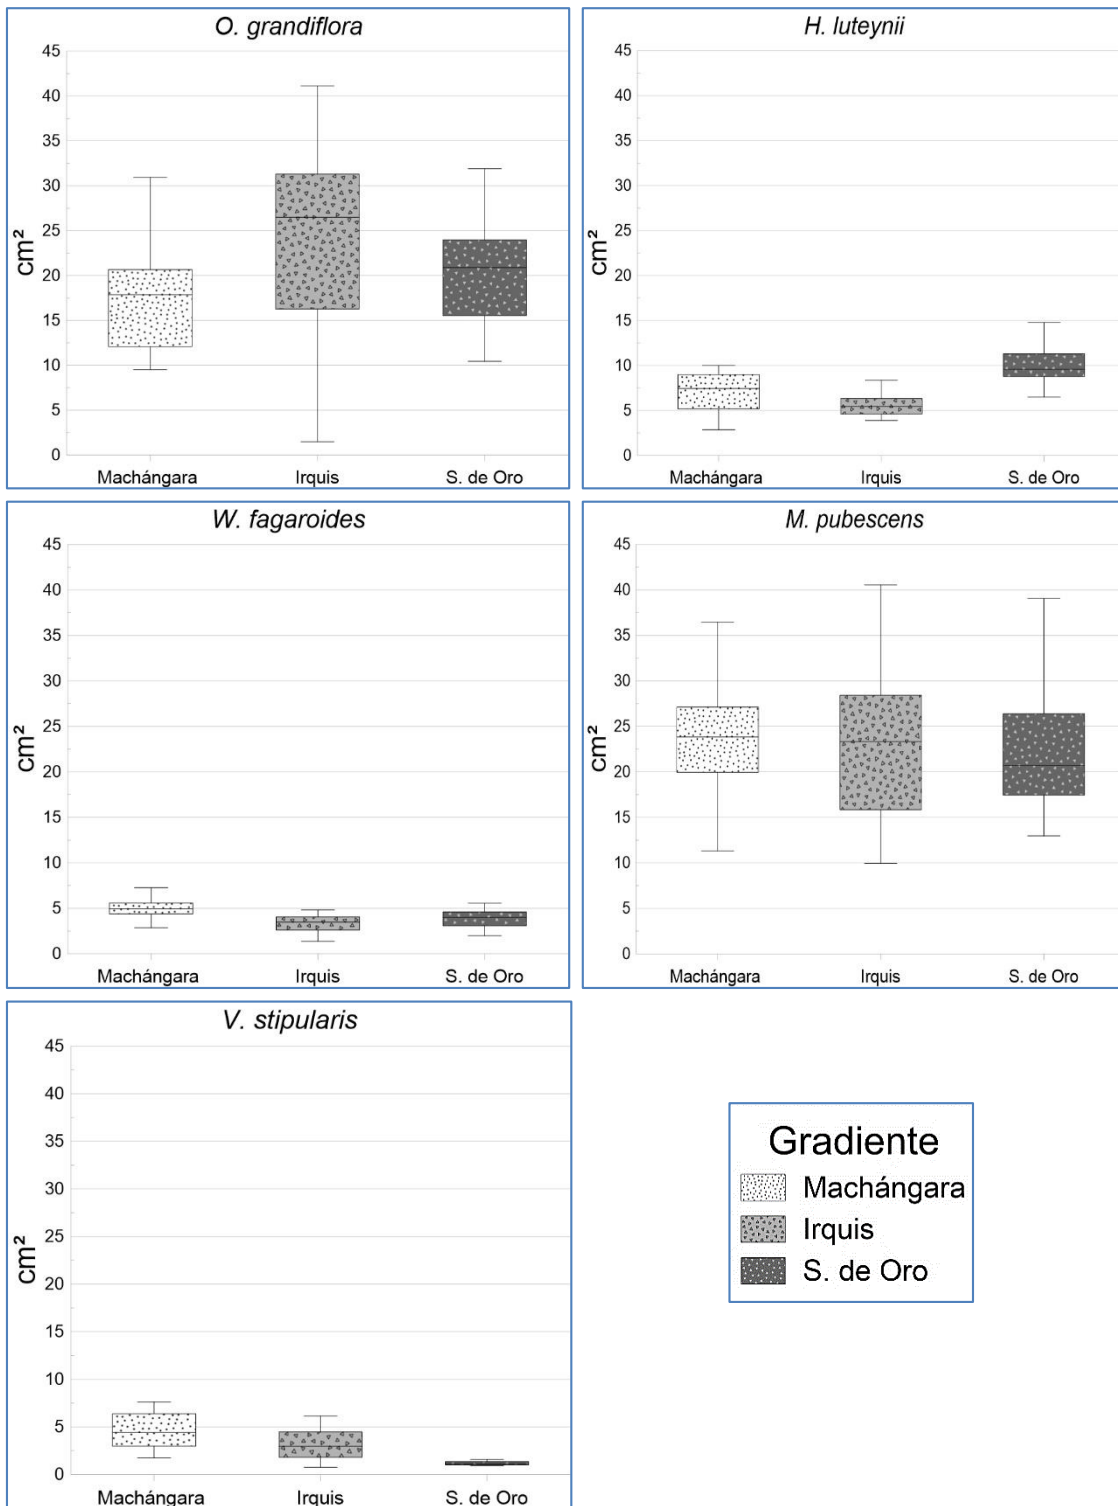 O. grandiflora
45
40
35
30
25
20
15
10
5
0
cm²
Machángara Irquis S. de Oro
H. luteynii
45
40
35
30
25
20
15
10
5
0
cm²
Machángara Irquis S. de Oro
W. fagaroides
45
40
35
30
25
20
15
10
5
0
cm²
Machángara Irquis S. de Oro
M. pubescens
45
40
35
30
25
20
15
10
5
0
cm²
Machángara Irquis S. de Oro
V. stipularis
45
40
35
30
25
20
15
10
5
0
cm²
Machángara Irquis S. de Oro
Gradiente
Machángara
Irquis
S. de Oro